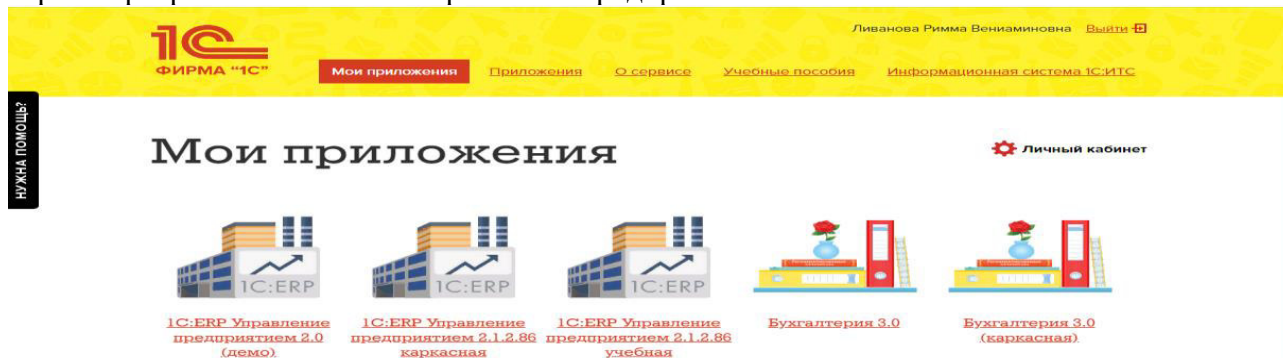 Ливанова Римма Вениаминовна Выйти
1С
ФИРМА "1С"
Мои приложения Приложения О сервисе Учебные пособия Информационная система 1С:ИТС
НУЖНА ПОМОЩЬ?
Мои приложения
Личный кабинет
1C:ERP 1C:ERP 1C:ERP
1С:ERP Управление 1С:ERP Управление 1С:ERP Управление Бухгалтерия 3.0 Бухгалтерия 3.0
предприятием 2.0 предприятием 2.1.2.86 предприятием 2.1.2.86 (каркасная)
(демо) каркасная учебная